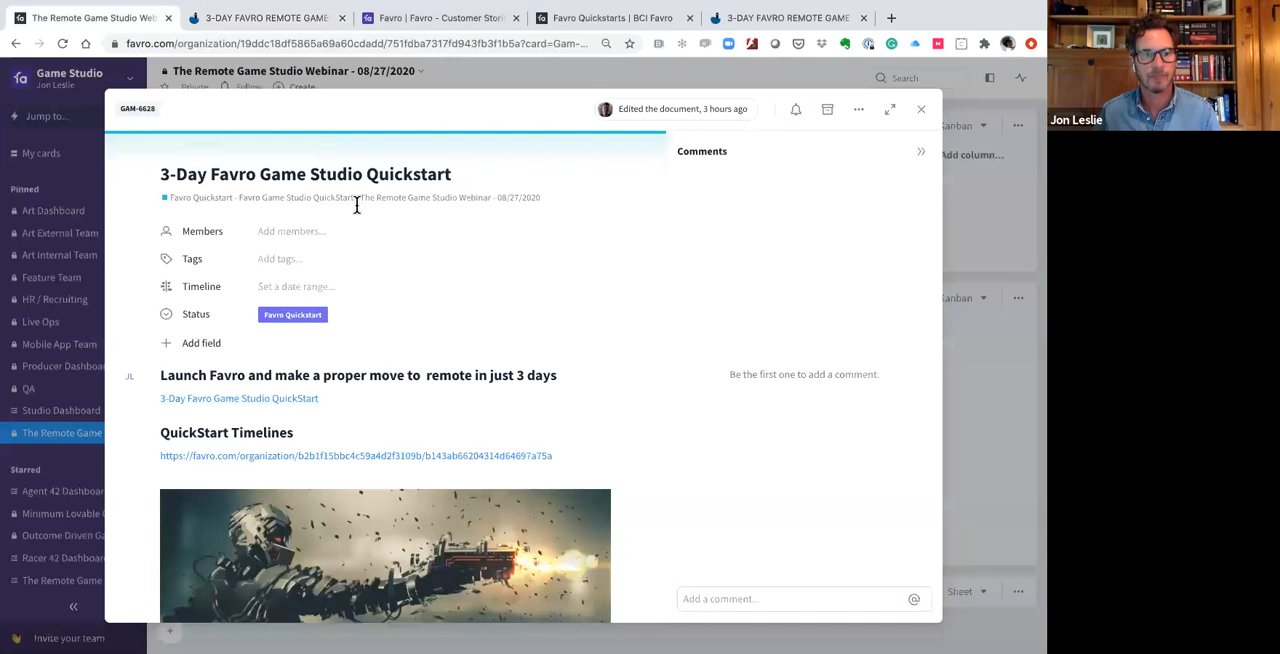 The Remote Game Studio Web
3-DAY FAVRO REMOTE GAME
Favro | Favro - Customer Stori
Favro Quickstarts | BCI Favro
3-DAY FAVRO REMOTE GAME
favro.com/organization/19ddc18df5865a69a60cdadd/751fdba7317fd943fb3f1b5a?card=Gam-...
Game Studio
Jon Leslie
Jump to...
My cards
Pinned
Art Dashboard
Art External Team
Art Internal Team
Feature Team
HR / Recruiting
Live Ops
Mobile App Team
Producer Dashboa
QA
Studio Dashboard
The Remote Game
Starred
Agent 42 Dashboar
Minimum Lovable
Outcome Driven Ga
Racer 42 Dashboar
The Remote Game
Invite your team
The Remote Game Studio Webinar - 08/27/2020
Private Follow Create
Search
Kanban
Add column...
Kanban
Sheet
GAM-6628
Edited the document, 3 hours ago
3-Day Favro Game Studio Quickstart
Favro Quickstart - Favro Game Studio QuickStart The Remote Game Studio Webinar - 08/27/2020
Members Add members...
Tags Add tags...
Timeline Set a date range...
Status Favro Quickstart
Add field
JL
Launch Favro and make a proper move to remote in just 3 days
3-Day Favro Game Studio QuickStart
QuickStart Timelines
https://favro.com/organization/b2b1f15bbc4c59a4d2f3109b/b143ab66204314d64697a75a
Comments
Be the first one to add a comment.
Add a comment...
Jon Leslie